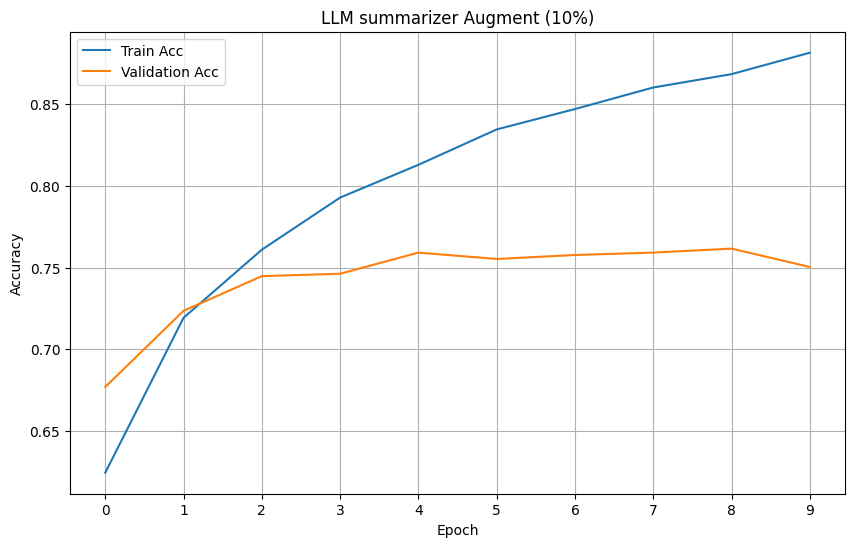 LLM summarizer Augment (10%)
Train Acc
Validation Acc
0.85
0.80
0.75
0.70
0.65
Accuracy
0 1 2 3 4 5 6 7 8 9
Epoch